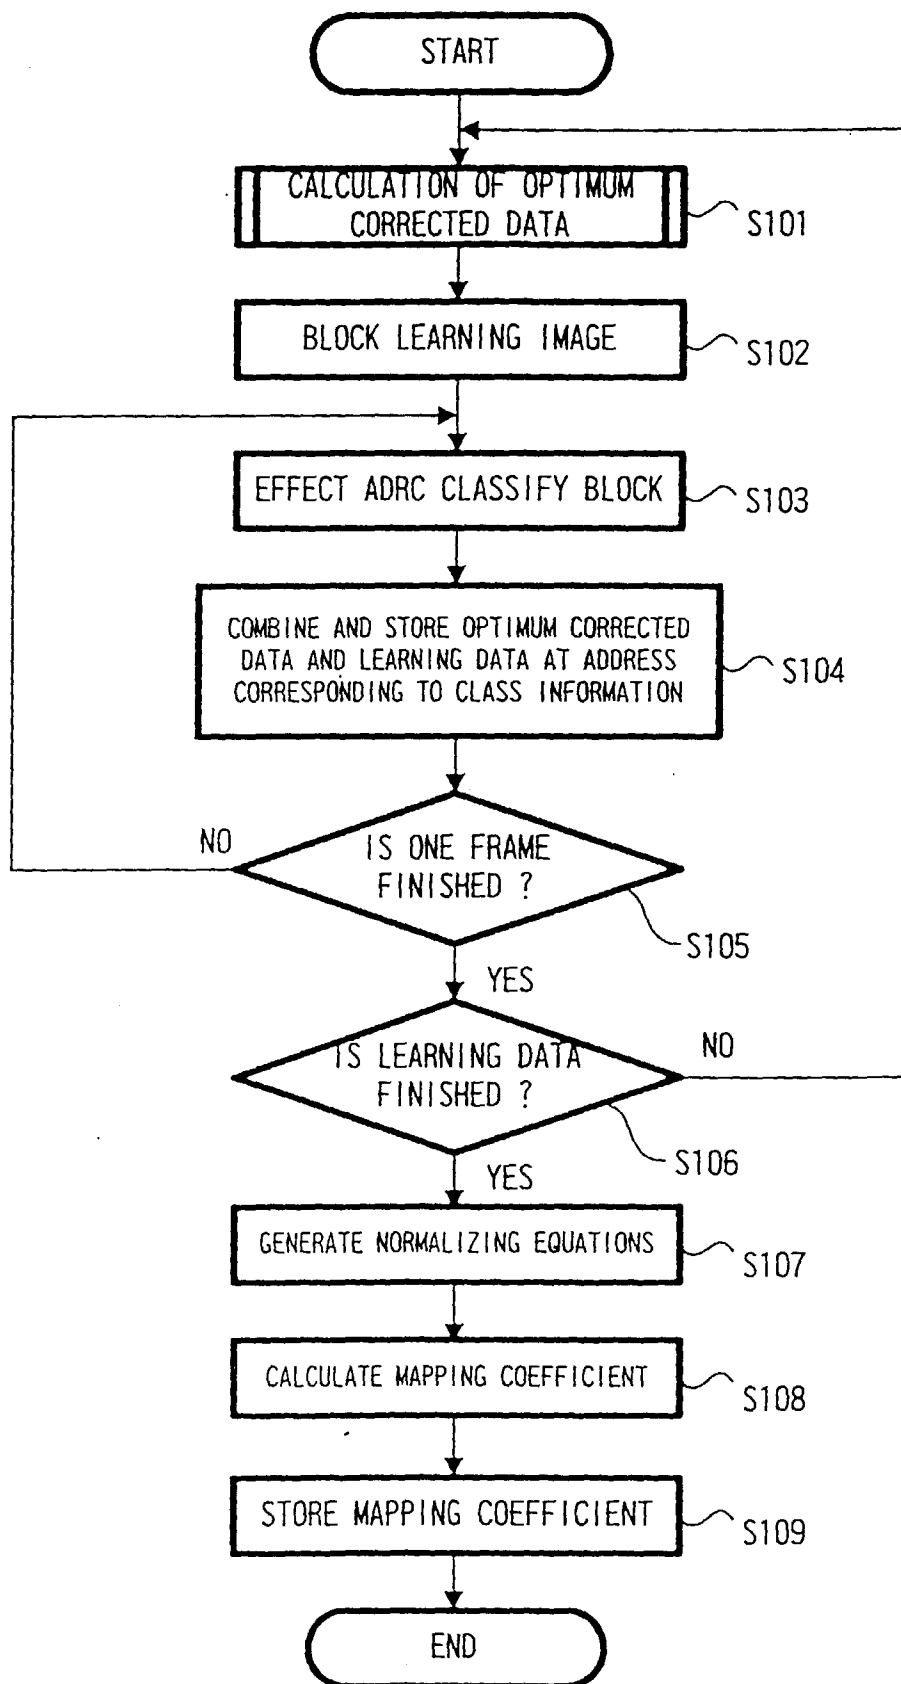 START
CALCULATION OF OPTIMUM
CORRECTED DATA
S101
BLOCK LEARNING IMAGE
S102
EFFECT ADRC CLASSIFY BLOCK
S103
COMBINE AND STORE OPTIMUM CORRECTED
DATA AND LEARNING DATA AT ADDRESS
CORRESPONDING TO CLASS INFORMATION
S104
NO
IS ONE FRAME
FINISHED ?
S105
YES
IS LEARNING DATA
FINISHED ?
NO
S106
YES
GENERATE NORMALIZING EQUATIONS
S107
CALCULATE MAPPING COEFFICIENT
S108
STORE MAPPING COEFFICIENT
S109
END